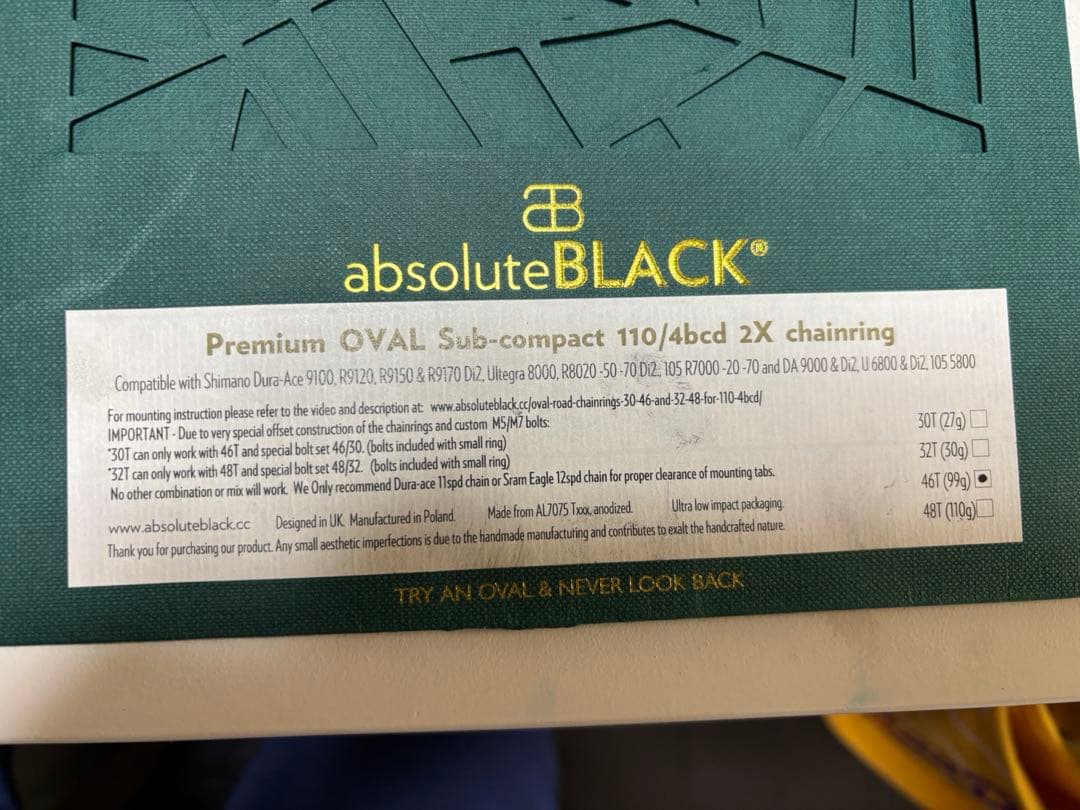 absoluteBLACK®
Premium OVAL Sub-compact 110/4bcd 2X chainring
Compatible with Shimano Dura-Ace 9100, R9120, R9150 & R9170 Di2, Ultegra 8000, R8020 -50 -70 Di2, 105 R7000 -20 -70 and DA 9000 & Di2, U 6800 & Di2, 105 5800
For mounting instruction please refer to the video and description at: www.absoluteblack.cc/oval-road-chainrings-30-46-and-32-48-for-110-4bcd/
IMPORTANT - Due to very special offset construction of the chainrings and custom M5/M7 bolts:
*30T can only work with 46T and special bolt set 46/30. (bolts included with small ring)
*32T can only work with 48T and special bolt set 48/32. (bolts included with small ring)
No other combination or mix will work. We Only recommend Dura-ace 11spd chain or Sram Eagle 12spd chain for proper clearance of mounting tabs.
30T (27g)
32T (30g)
46T (99g)
48T (110g)
www.absoluteblack.cc Designed in UK. Manufactured in Poland. Made from AL7075 Txxx, anodized. Ultra low impact packaging.
Thank you for purchasing our product. Any small aesthetic imperfections is due to the handmade manufacturing and contributes to exalt the handcrafted nature.
TRY AN OVAL & NEVER LOOK BACK